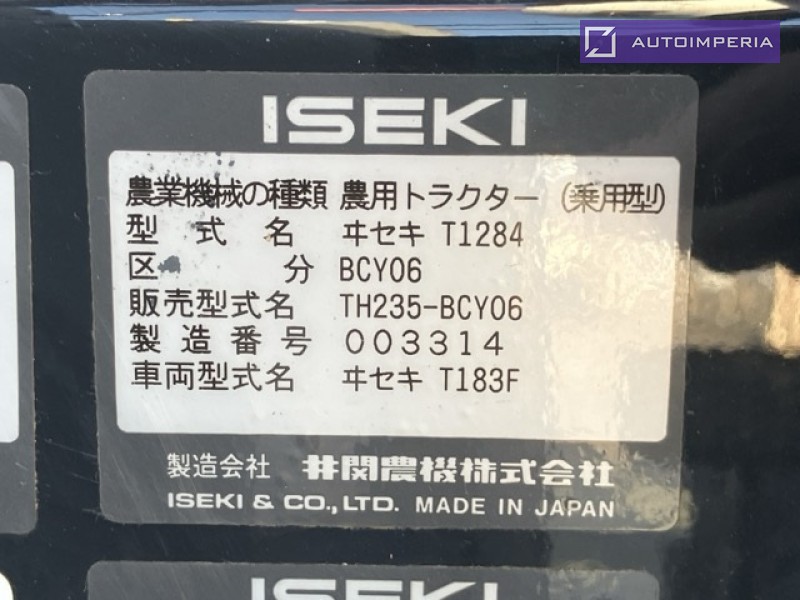 AUTOIMPERIA
ISEKI
農業機械の種類 農用トラクター (乗用型)
型式名 ヰセキ T1284
区分 BCY06
販売型式名 TH235-BCY06
製造番号 003314
車両型式名 ヰセキ T183F
製造会社 井関農機株式会社
ISEKI & CO.,LTD. MADE IN JAPAN
ISEKI